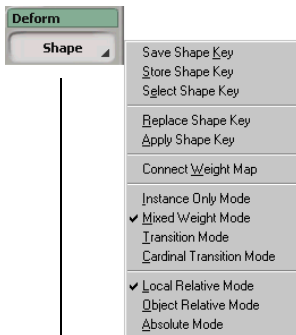 Deform
Shape
Save Shape Key
Store Shape Key
Select Shape Key
Replace Shape Key
Apply Shape Key
Connect Weight Map
Instance Only Mode
Mixed Weight Mode
Transition Mode
Cardinal Transition Mode
Local Relative Mode
Object Relative Mode
Absolute Mode